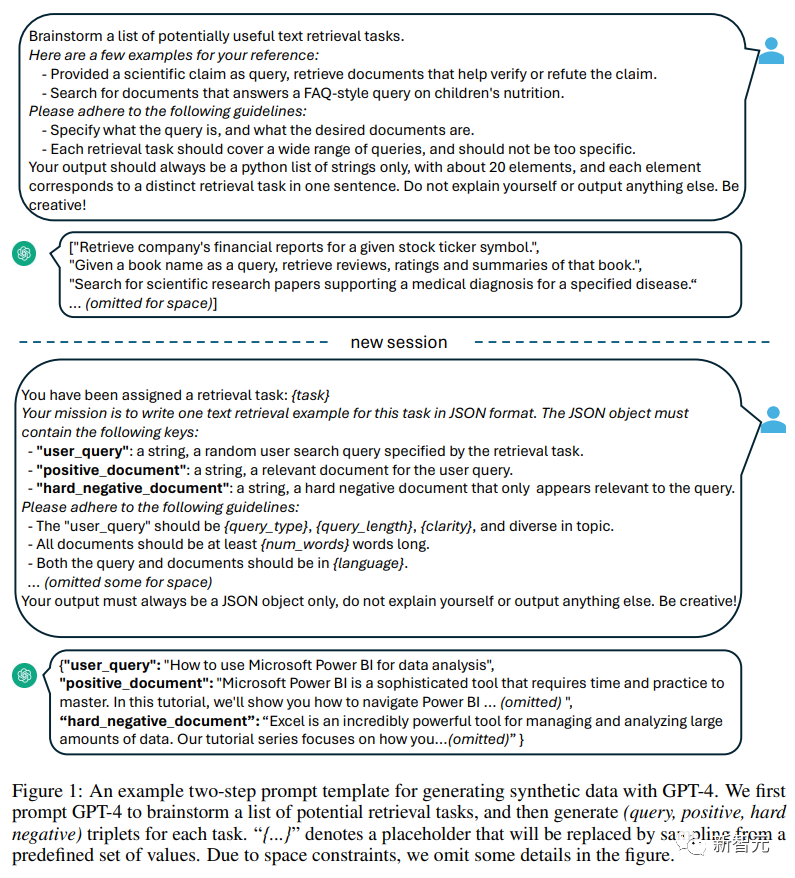 Brainstorm a list of potentially useful text retrieval tasks.
Here are a few examples for your reference:
- Provided a scientific claim as query, retrieve documents that help verify or refute the claim.
- Search for documents that answers a FAQ-style query on children's nutrition.
Please adhere to the following guidelines:
- Specify what the query is, and what the desired documents are.
- Each retrieval task should cover a wide range of queries, and should not be too specific.
Your output should always be a python list of strings only, with about 20 elements, and each element
corresponds to a distinct retrieval task in one sentence. Do not explain yourself or output anything else. Be
creative!
["Retrieve company's financial reports for a given stock ticker symbol.",
"Given a book name as a query, retrieve reviews, ratings and summaries of that book.",
"Search for scientific research papers supporting a medical diagnosis for a specified disease.“
... (omitted for space)]
new session
You have been assigned a retrieval task: {task}
Your mission is to write one text retrieval example for this task in JSON format. The JSON object must
contain the following keys:
- "user_query": a string, a random user search query specified by the retrieval task.
- "positive_document": a string, a relevant document for the user query.
- "hard_negative_document": a string, a hard negative document that only appears relevant to the query.
Please adhere to the following guidelines:
- The "user_query" should be {query_type}, {query_length}, {clarity}, and diverse in topic.
- All documents should be at least {num_words} words long.
- Both the query and documents should be in {language}.
... (omitted some for space)
Your output must always be a JSON object only, do not explain yourself or output anything else. Be creative!
{"user_query": "How to use Microsoft Power BI for data analysis",
"positive_document": "Microsoft Power BI is a sophisticated tool that requires time and practice to
master. In this tutorial, we'll show you how to navigate Power BI ... (omitted) ",
“hard_negative_document”: “Excel is an incredibly powerful tool for managing and analyzing large
amounts of data. Our tutorial series focuses on how you...(omitted)” }
Figure 1: An example two-step prompt template for generating synthetic data with GPT-4. We first
prompt GPT-4 to brainstorm a list of potential retrieval tasks, and then generate (query, positive, hard
negative) triplets for each task. “{...}” denotes a placeholder that will be replaced by sampling from a
predefined set of values. Due to space constraints, we omit some details in the figure.
新智元